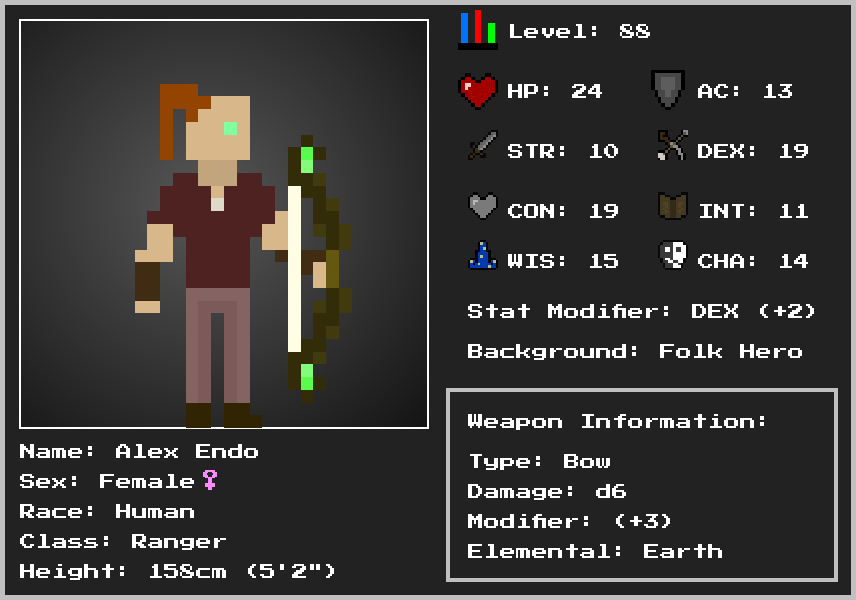 Level: 88
HP: 24
AC: 13
STR: 10
DEX: 19
CON: 19
INT: 11
WIS: 15
CHA: 14
Stat Modifier: DEX (+2)
Background: Folk Hero
Weapon Information:
Type: Bow
Damage: d6
Modifier: (+3)
Elemental: Earth
Name: Alex Endo
Sex: Female♀
Race: Human
Class: Ranger
Height: 158cm (5'2")